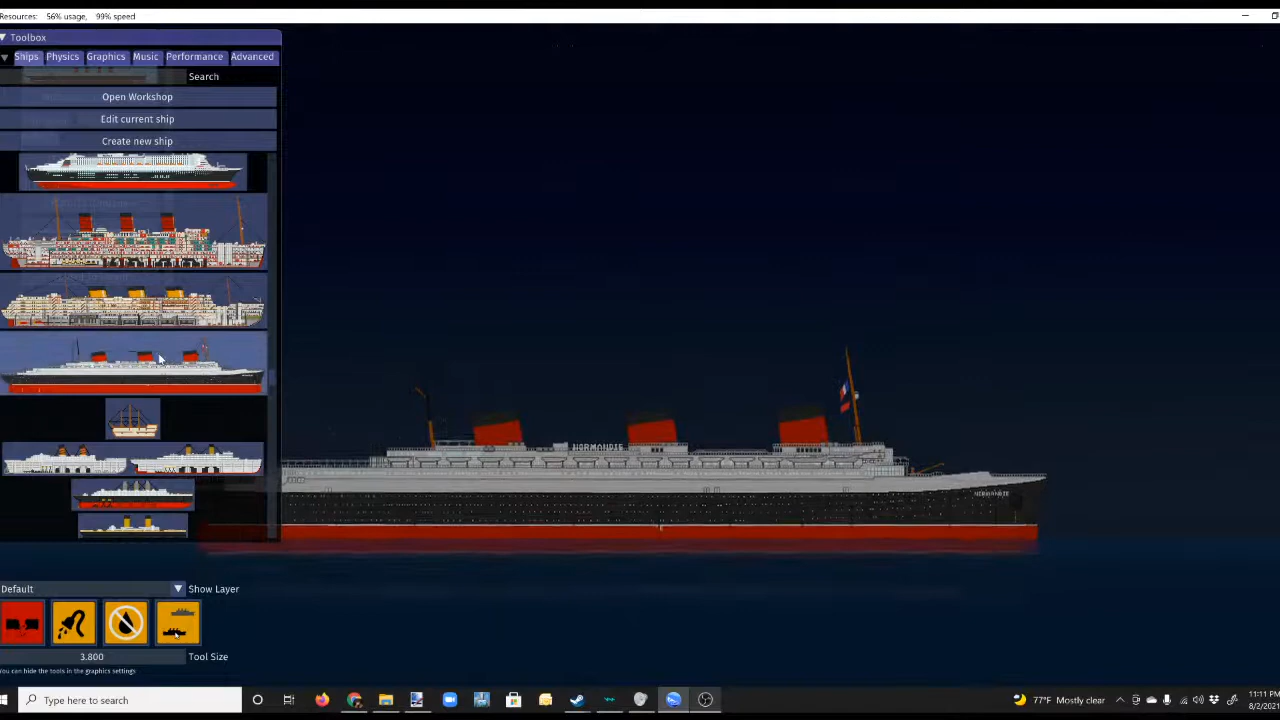 Resources: 56% usage, 99% speed
Toolbox
Ships Physics Graphics Music Performance Advanced
Search
Open Workshop
Edit current ship
Create new ship
NORMANDIE
NORMANDIE
Default
Show Layer
3.800
Tool Size
You can hide the tools in the graphics settings
Type here to search
77°F Mostly clear
11:11 PM
8/2/2021